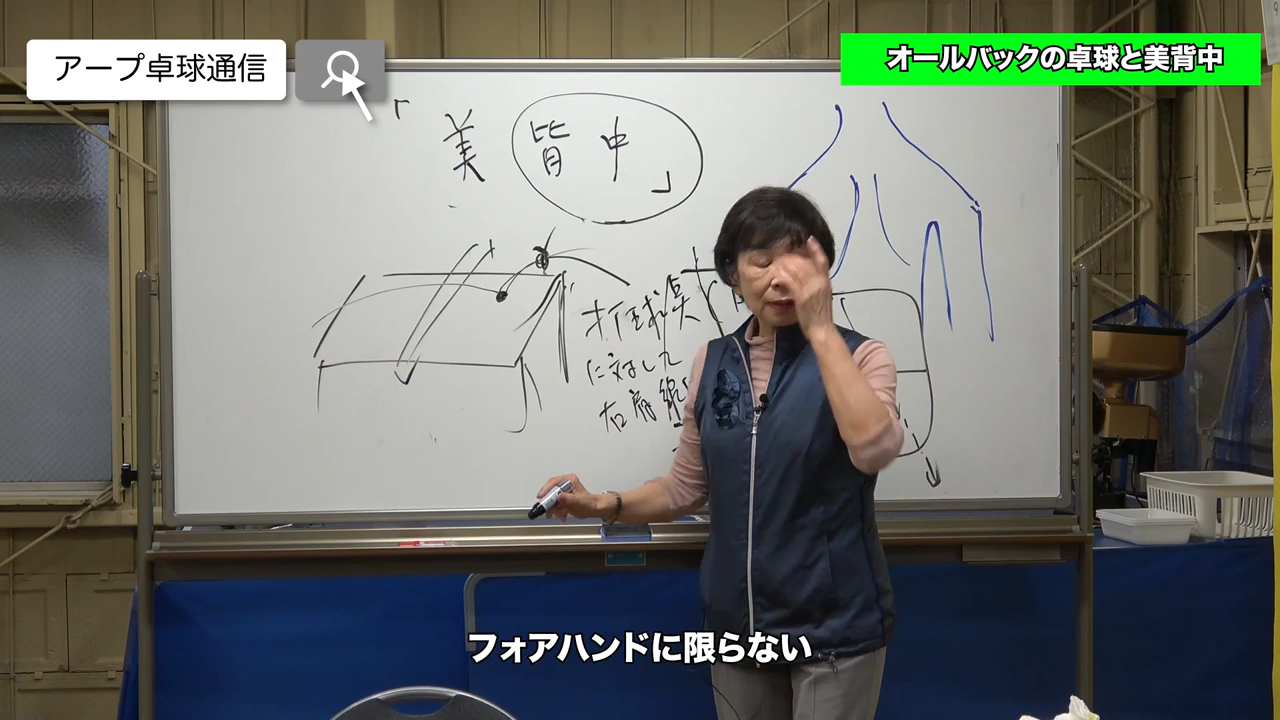 アープ卓球通信
オールバックの卓球と美背中
「美背中」
打球点
に対して
右肩
フォアハンドに限らない